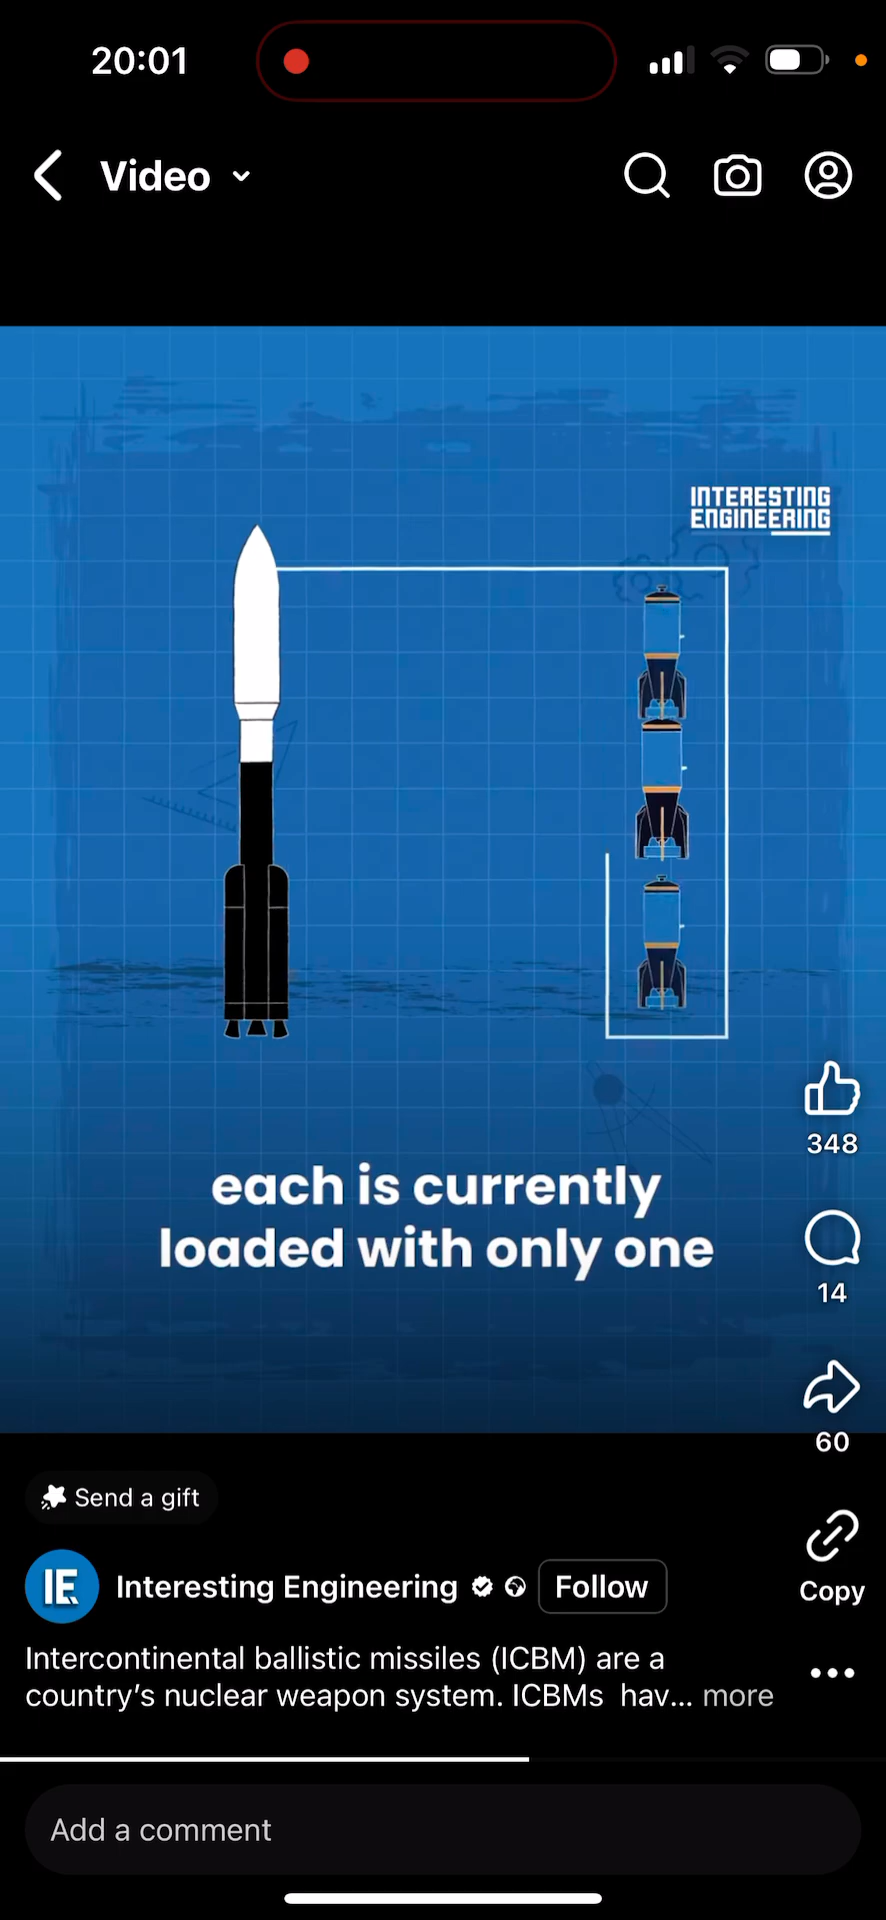 20:01
Video
INTERESTING
ENGINEERING
each is currently
loaded with only one
348
14
60
Send a gift
Copy
IE
Interesting Engineering
Follow
Intercontinental ballistic missiles (ICBM) are a
country's nuclear weapon system. ICBMs hav... more
Add a comment